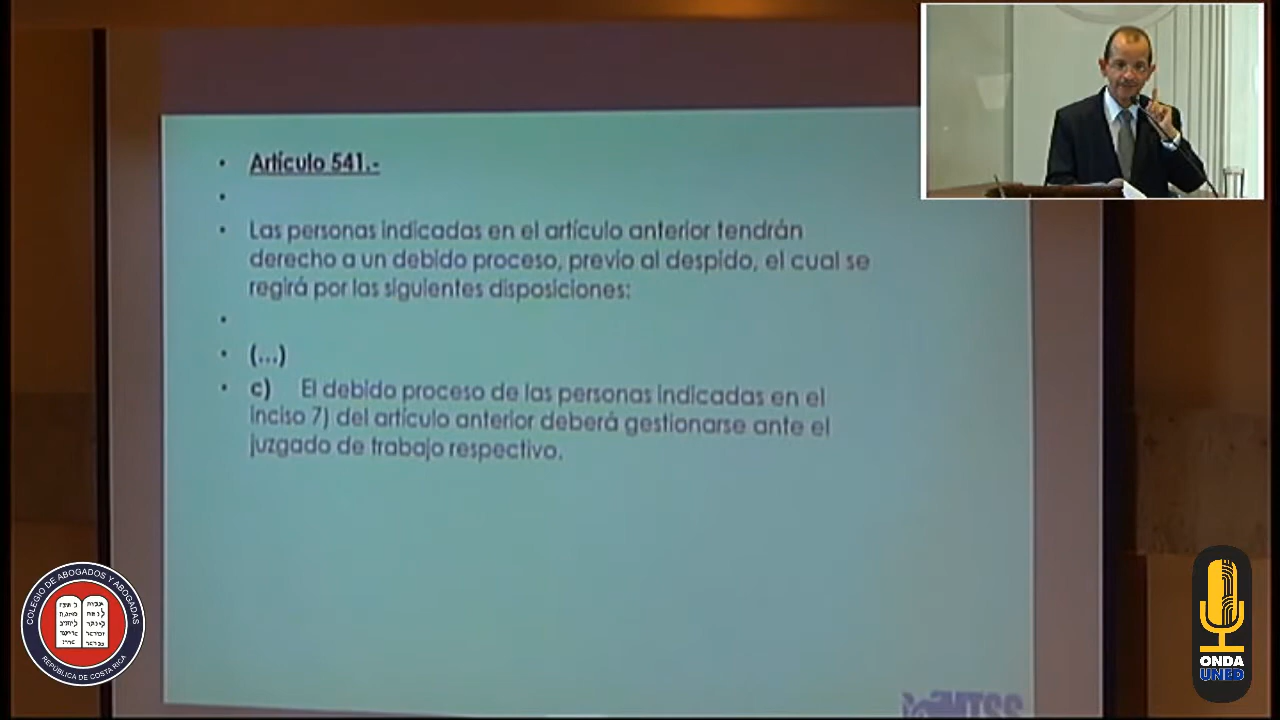 Artículo 541.-
Las personas indicadas en el artículo anterior tendrán
derecho a un debido proceso, previo al despido, el cual se
regirá por las siguientes disposiciones:
(...)
c) El debido proceso de las personas indicadas en el
inciso 7) del artículo anterior deberá gestionarse ante el
juzgado de trabajo respectivo.
MTSS
COLEGIO DE ABOGADOS Y ABOGADAS
REPÚBLICA DE COSTA RICA
ONDA
UNED